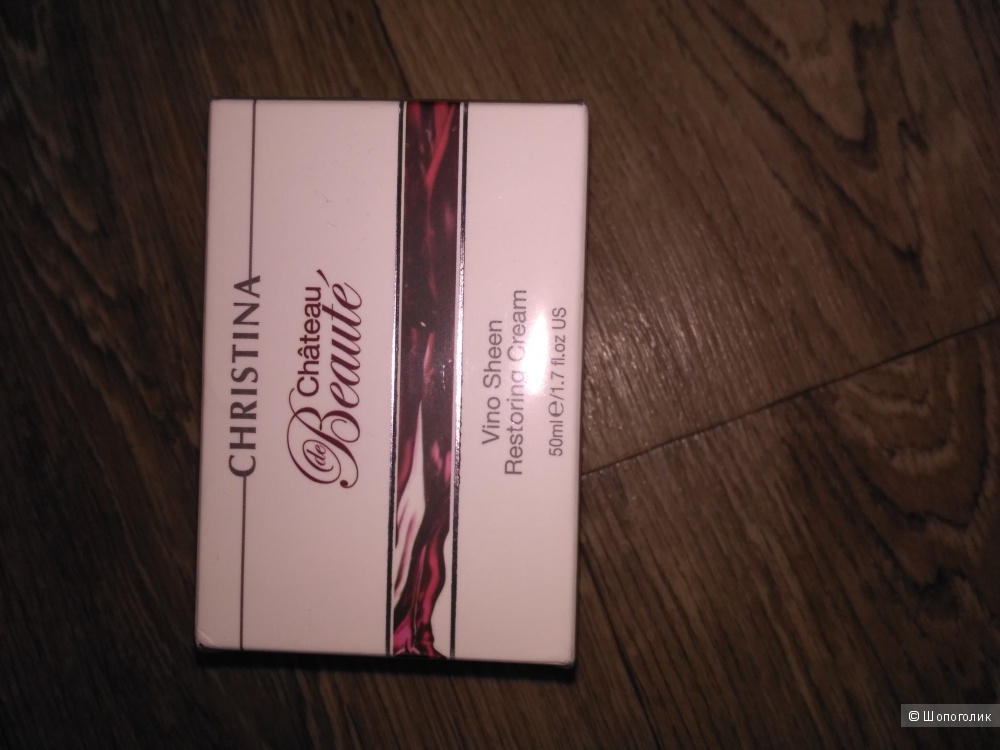 CHRISTINA
Château
de Beauté
Vino Sheen
Restoring Cream
50ml℮/1.7 fl.oz US
© Шопоголик